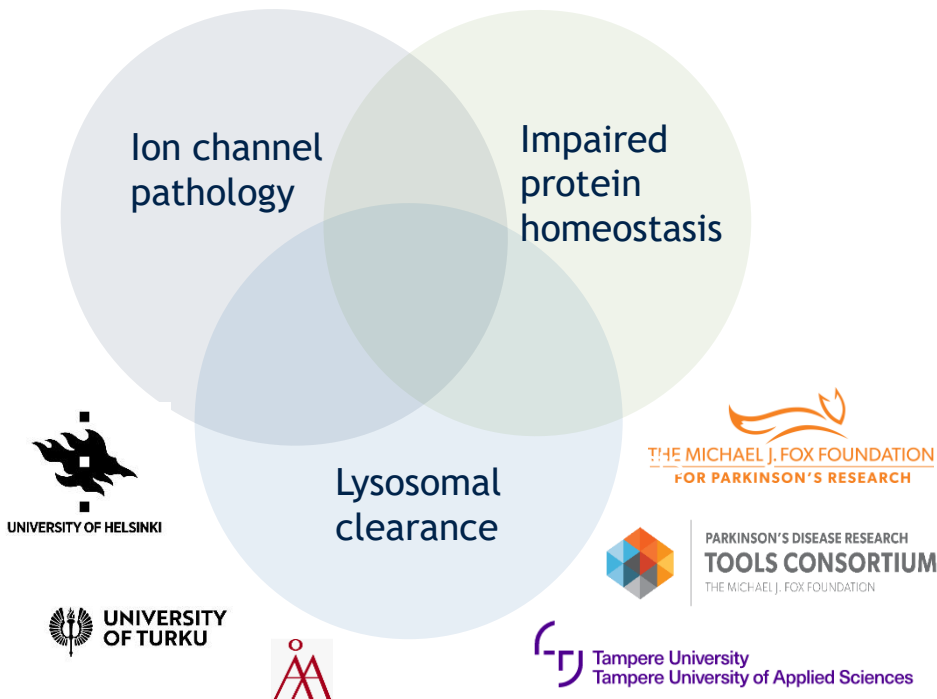 Ion channel
pathology
Impaired
protein
homeostasis
Lysosomal
clearance
UNIVERSITY OF HELSINKI
THE MICHAEL J. FOX FOUNDATION
FOR PARKINSON'S RESEARCH
PARKINSON'S DISEASE RESEARCH
TOOLS CONSORTIUM
THE MICHAEL J. FOX FOUNDATION
UNIVERSITY
OF TURKU
Tampere University
Tampere University of Applied Sciences